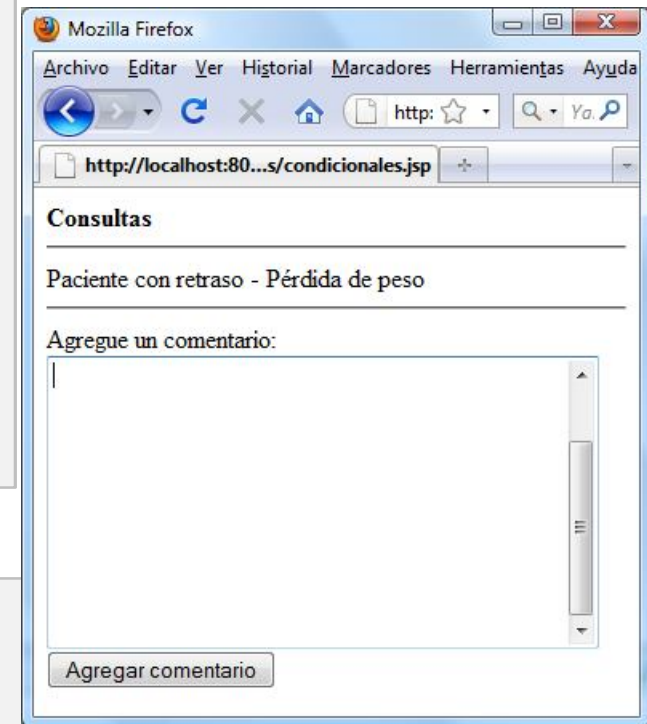 Mozilla Firefox
Archivo Editar Ver Historial Marcadores Herramientas Ayuda
http:
Ya.
http://localhost:80...s/condicionales.jsp
Consultas
Paciente con retraso - Pérdida de peso
Agregue un comentario:
Agregar comentario